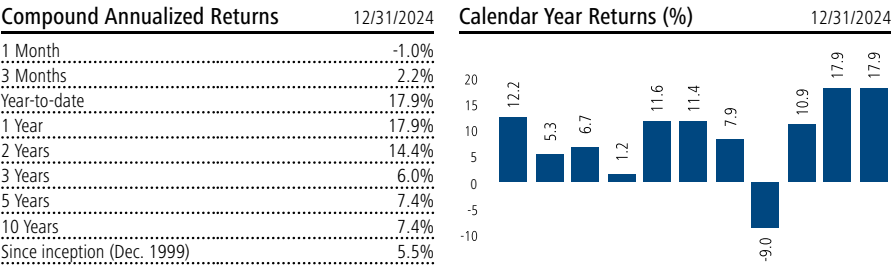 Compound Annualized Returns 12/31/2024
1 Month -1.0%
3 Months 2.2%
Year-to-date 17.9%
1 Year 17.9%
2 Years 14.4%
3 Years 6.0%
5 Years 7.4%
10 Years 7.4%
Since inception (Dec. 1999) 5.5%
Calendar Year Returns (%) 12/31/2024
20
15
10
5
0
-5
-10
12.2
5.3
6.7
1.2
11.6
11.4
7.9
-9.0
10.9
17.9
17.9